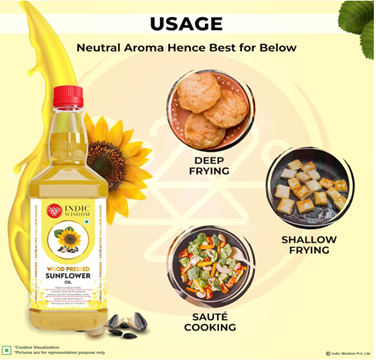 USAGE
Neutral Aroma Hence Best for Below
DEEP
FRYING
SHALLOW
FRYING
SAUTÉ
COOKING
INDIC
WISDOM
WOOD PRESSED
SUNFLOWER
OIL
*Creative Visualization
*Pictures are for representation purpose only
© Indic Wisdom Pvt. Ltd.